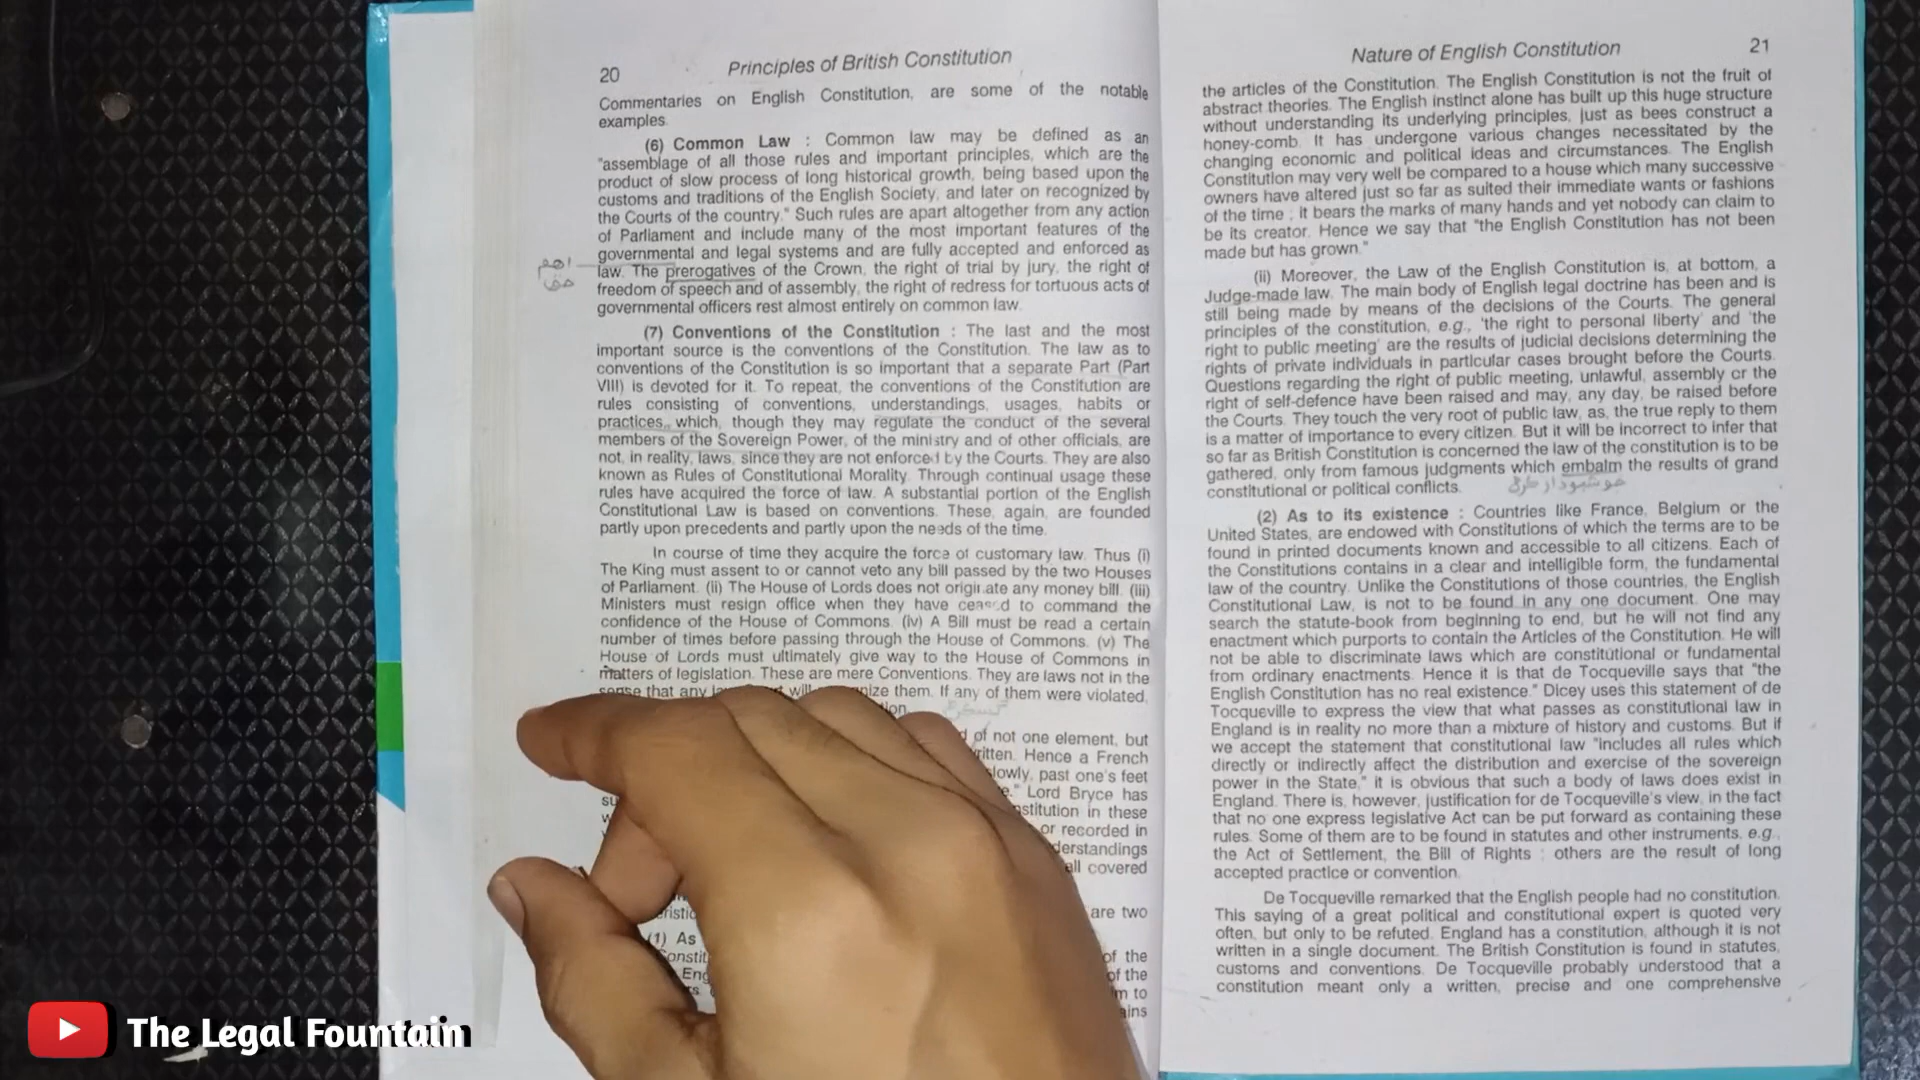 20
Principles of British Constitution
Commentaries on English Constitution, are some of the notable
examples.
(6) Common Law : Common law may be defined as an
"assemblage of all those rules and important principles, which are the
product of slow process of long historical growth, being based upon the
customs and traditions of the English Society, and later on recognized by
the Courts of the country." Such rules are apart altogether from any action
of Parliament and include many of the most important features of the
governmental and legal systems and are fully accepted and enforced as
law. The prerogatives of the Crown, the right of trial by jury, the right of
freedom of speech and of assembly, the right of redress for tortuous acts of
governmental officers rest almost entirely on common law.
اهم
حق
(7) Conventions of the Constitution : The last and the most
important source is the conventions of the Constitution. The law as to
conventions of the Constitution is so important that a separate Part (Part
VIII) is devoted for it. To repeat, the conventions of the Constitution are
rules consisting of conventions, understandings, usages, habits or
practices, which, though they may regulate the conduct of the several
members of the Sovereign Power, of the ministry and of other officials, are
not, in reality, laws, since they are not enforced by the Courts. They are also
known as Rules of Constitutional Morality. Through continual usage these
rules have acquired the force of law. A substantial portion of the English
Constitutional Law is based on conventions. These, again, are founded
partly upon precedents and partly upon the needs of the time.
In course of time they acquire the force of customary law. Thus (i)
The King must assent to or cannot veto any bill passed by the two Houses
of Parliament. (ii) The House of Lords does not originate any money bill. (iii)
Ministers must resign office when they have ceased to command the
confidence of the House of Commons. (iv) A Bill must be read a certain
number of times before passing through the House of Commons. (v) The
House of Lords must ultimately give way to the House of Commons in
matters of legislation. These are mere Conventions. They are laws not in the
sense that any will recognize them. If any of them were violated,
of not one element, but
Hence a French
slowly, past one's feet
Lord Bryce has
in these
or recorded in
understandings
all covered
are two
(1) As
of the
of the
to
Nature of English Constitution
21
the articles of the Constitution. The English Constitution is not the fruit of
abstract theories. The English instinct alone has built up this huge structure
without understanding its underlying principles, just as bees construct a
honey-comb. It has undergone various changes necessitated by the
changing economic and political ideas and circumstances. The English
Constitution may very well be compared to a house which many successive
owners have altered just so far as suited their immediate wants or fashions
of the time ; it bears the marks of many hands and yet nobody can claim to
be its creator. Hence we say that "the English Constitution has not been
made but has grown."
(ii) Moreover, the Law of the English Constitution is, at bottom, a
Judge-made law. The main body of English legal doctrine has been and is
still being made by means of the decisions of the Courts. The general
principles of the constitution, e.g., 'the right to personal liberty' and 'the
right to public meeting' are the results of judicial decisions determining the
rights of private individuals in particular cases brought before the Courts.
Questions regarding the right of public meeting, unlawful, assembly or the
right of self-defence have been raised and may, any day, be raised before
the Courts. They touch the very root of public law, as, the true reply to them
is a matter of importance to every citizen. But it will be incorrect to infer that
so far as British Constitution is concerned the law of the constitution is to be
gathered, only from famous judgments which embalm the results of grand
constitutional or political conflicts.
(2) As to its existence : Countries like France, Belgium or the
United States, are endowed with Constitutions of which the terms are to be
found in printed documents known and accessible to all citizens. Each of
the Constitutions contains in a clear and intelligible form, the fundamental
law of the country. Unlike the Constitutions of those countries, the English
Constitutional Law, is not to be found in any one document. One may
search the statute-book from beginning to end, but he will not find any
enactment which purports to contain the Articles of the Constitution. He will
not be able to discriminate laws which are constitutional or fundamental
from ordinary enactments. Hence it is that de Tocqueville says that "the
English Constitution has no real existence." Dicey uses this statement of de
Tocqueville to express the view that what passes as constitutional law in
England is in reality no more than a mixture of history and customs. But if
we accept the statement that constitutional law "includes all rules which
directly or indirectly affect the distribution and exercise of the sovereign
power in the State," it is obvious that such a body of laws does exist in
England. There is, however, justification for de Tocqueville's view, in the fact
that no one express legislative Act can be put forward as containing these
rules. Some of them are to be found in statutes and other instruments, e.g.,
the Act of Settlement, the Bill of Rights : others are the result of long
accepted practice or convention.
De Tocqueville remarked that the English people had no constitution.
This saying of a great political and constitutional expert is quoted very
often, but only to be refuted. England has a constitution, although it is not
written in a single document. The British Constitution is found in statutes,
customs and conventions. De Tocqueville probably understood that a
constitution meant only a written, precise and one comprehensive
The Legal Fountain